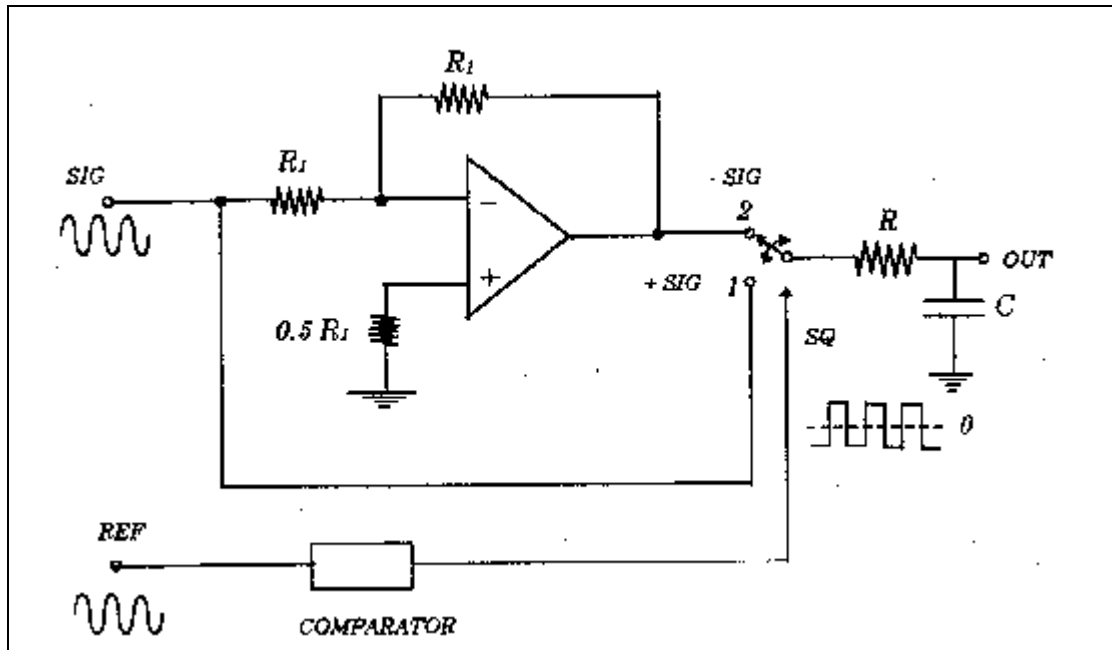 R₁
R₁
SIG
- SIG
2
R
OUT
+ SIG
1
C
0.5 R₁
SQ
0
REF
COMPARATOR
−
+